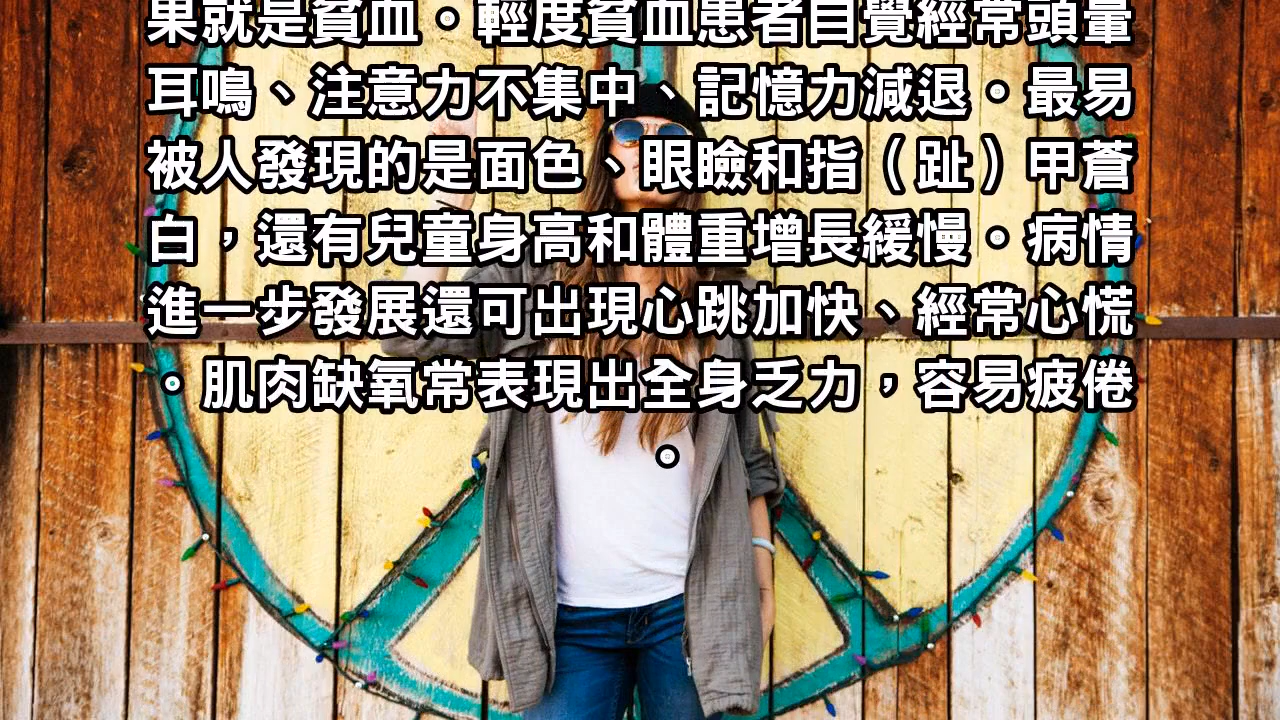 果就是貧血。輕度貧血患者自覺經常頭暈
耳鳴、注意力不集中、記憶力減退。最易
被人發現的是面色、眼瞼和指（趾）甲蒼
白，還有兒童身高和體重增長緩慢。病情
進一步發展還可出現心跳加快、經常心慌
。肌肉缺氧常表現出全身乏力，容易疲倦
。